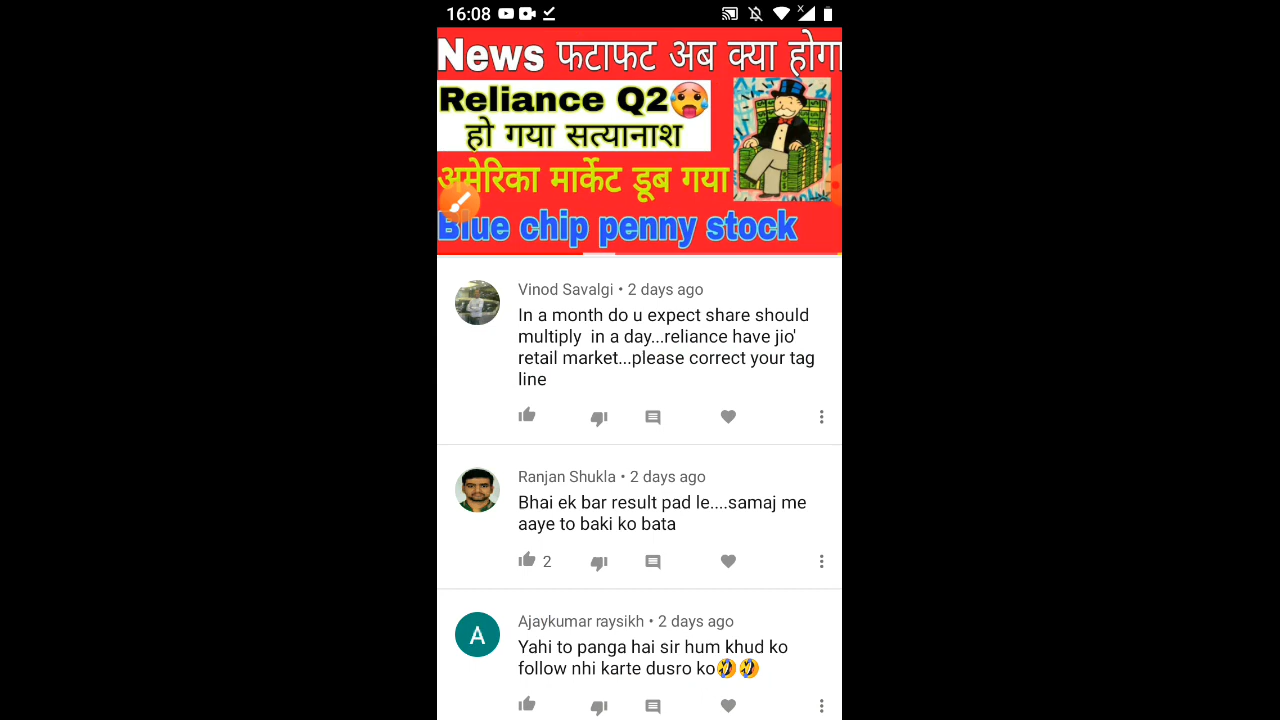 16:08
News फटाफट अब क्या होगा
Reliance Q2🥵
हो गया सत्यानाश
अमेरिका मार्केट डूब गया
Blue chip penny stock
Vinod Savalgi • 2 days ago
In a month do u expect share should
multiply  in a day...reliance have jio'
retail market...please correct your tag
line
Ranjan Shukla • 2 days ago
Bhai ek bar result pad le....samaj me
aaye to baki ko bata
2
A
Ajaykumar raysikh • 2 days ago
Yahi to panga hai sir hum khud ko
follow nhi karte dusro ko🤣🤣